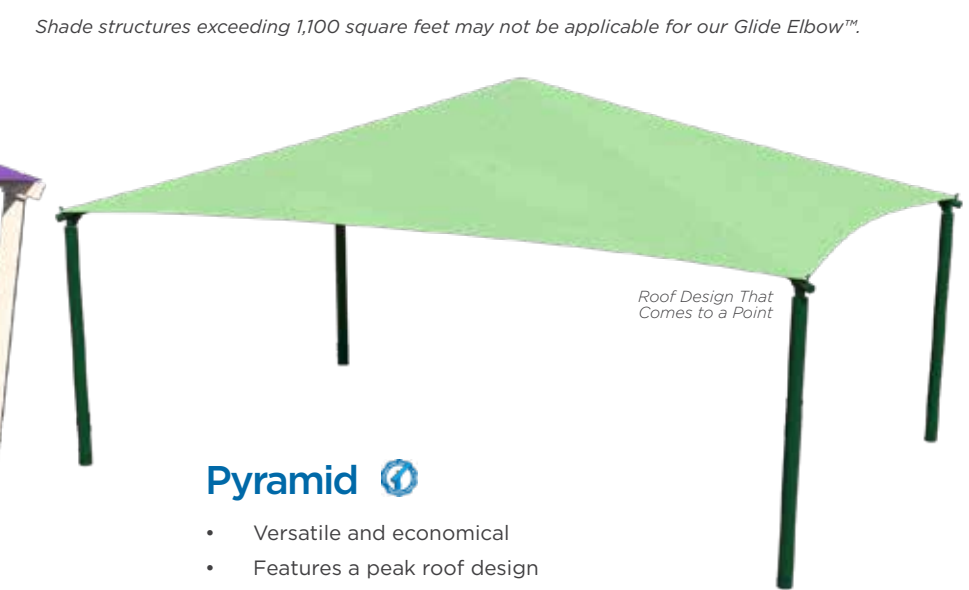 Shade structures exceeding 1,100 square feet may not be applicable for our Glide Elbow™.
Roof Design That
Comes to a Point
Pyramid
• Versatile and economical
• Features a peak roof design